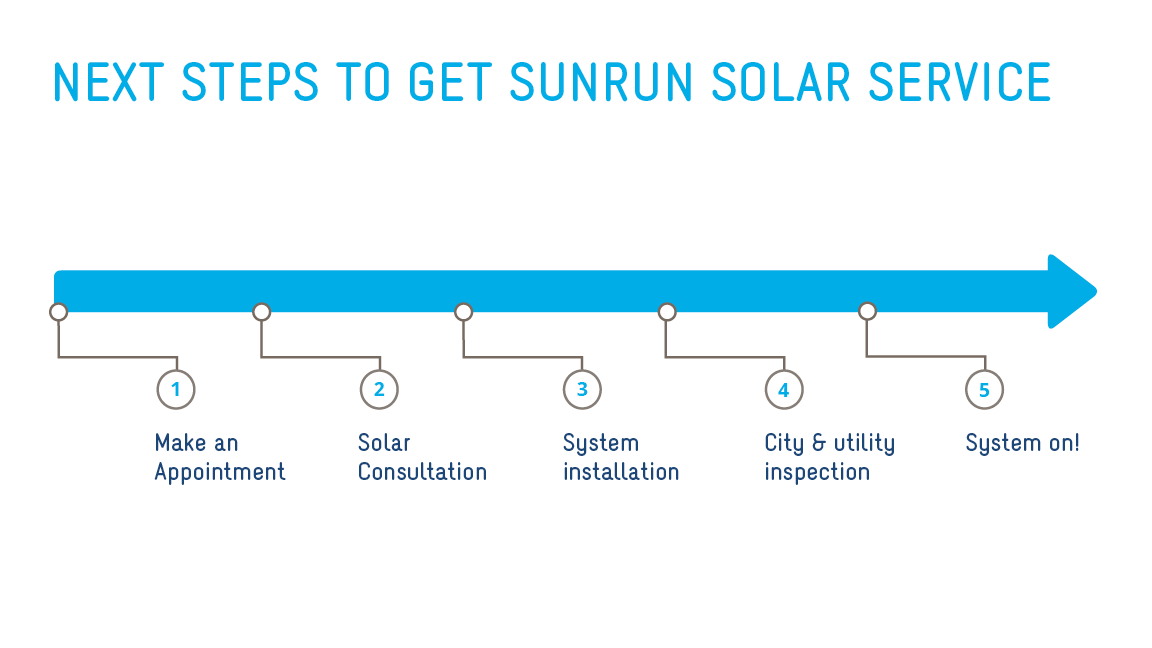 NEXT STEPS TO GET SUNRUN SOLAR SERVICE
1
Make an
Appointment
2
Solar
Consultation
3
System
installation
4
City & utility
inspection
5
System on!